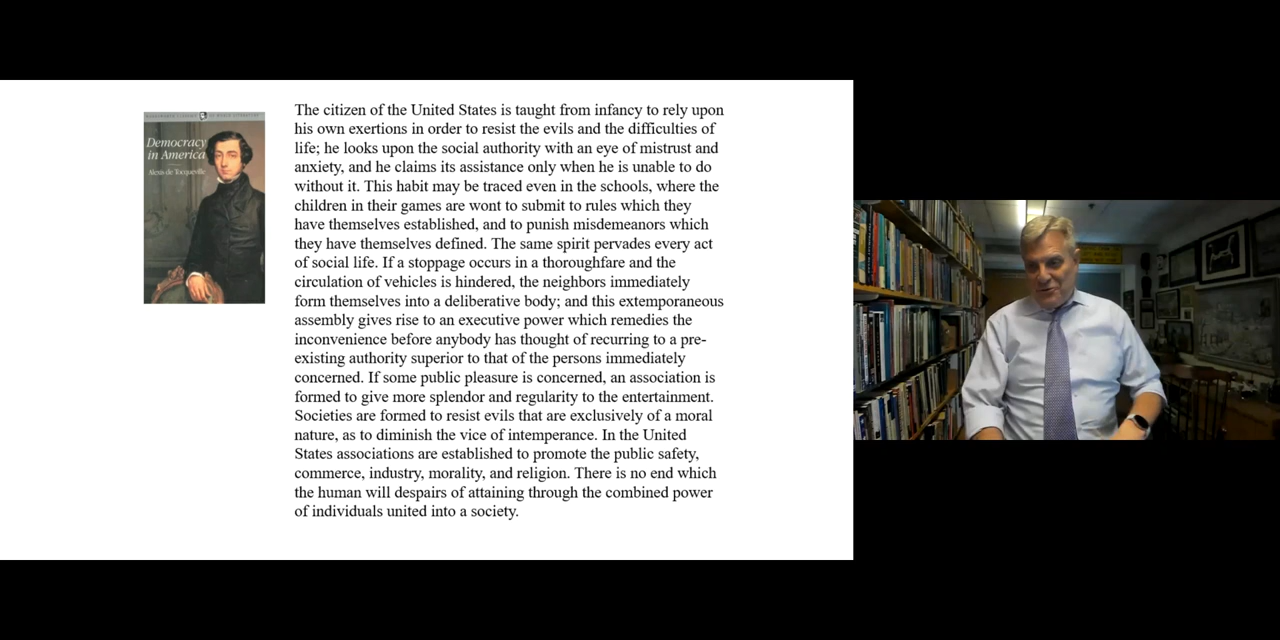 Democracy
in America
Alexis de Tocqueville
The citizen of the United States is taught from infancy to rely upon
his own exertions in order to resist the evils and the difficulties of
life; he looks upon the social authority with an eye of mistrust and
anxiety, and he claims its assistance only when he is unable to do
without it. This habit may be traced even in the schools, where the
children in their games are wont to submit to rules which they
have themselves established, and to punish misdemeanors which
they have themselves defined. The same spirit pervades every act
of social life. If a stoppage occurs in a thoroughfare and the
circulation of vehicles is hindered, the neighbors immediately
form themselves into a deliberative body; and this extemporaneous
assembly gives rise to an executive power which remedies the
inconvenience before anybody has thought of recurring to a pre-
existing authority superior to that of the persons immediately
concerned. If some public pleasure is concerned, an association is
formed to give more splendor and regularity to the entertainment.
Societies are formed to resist evils that are exclusively of a moral
nature, as to diminish the vice of intemperance. In the United
States associations are established to promote the public safety,
commerce, industry, morality, and religion. There is no end which
the human will despairs of attaining through the combined power
of individuals united into a society.